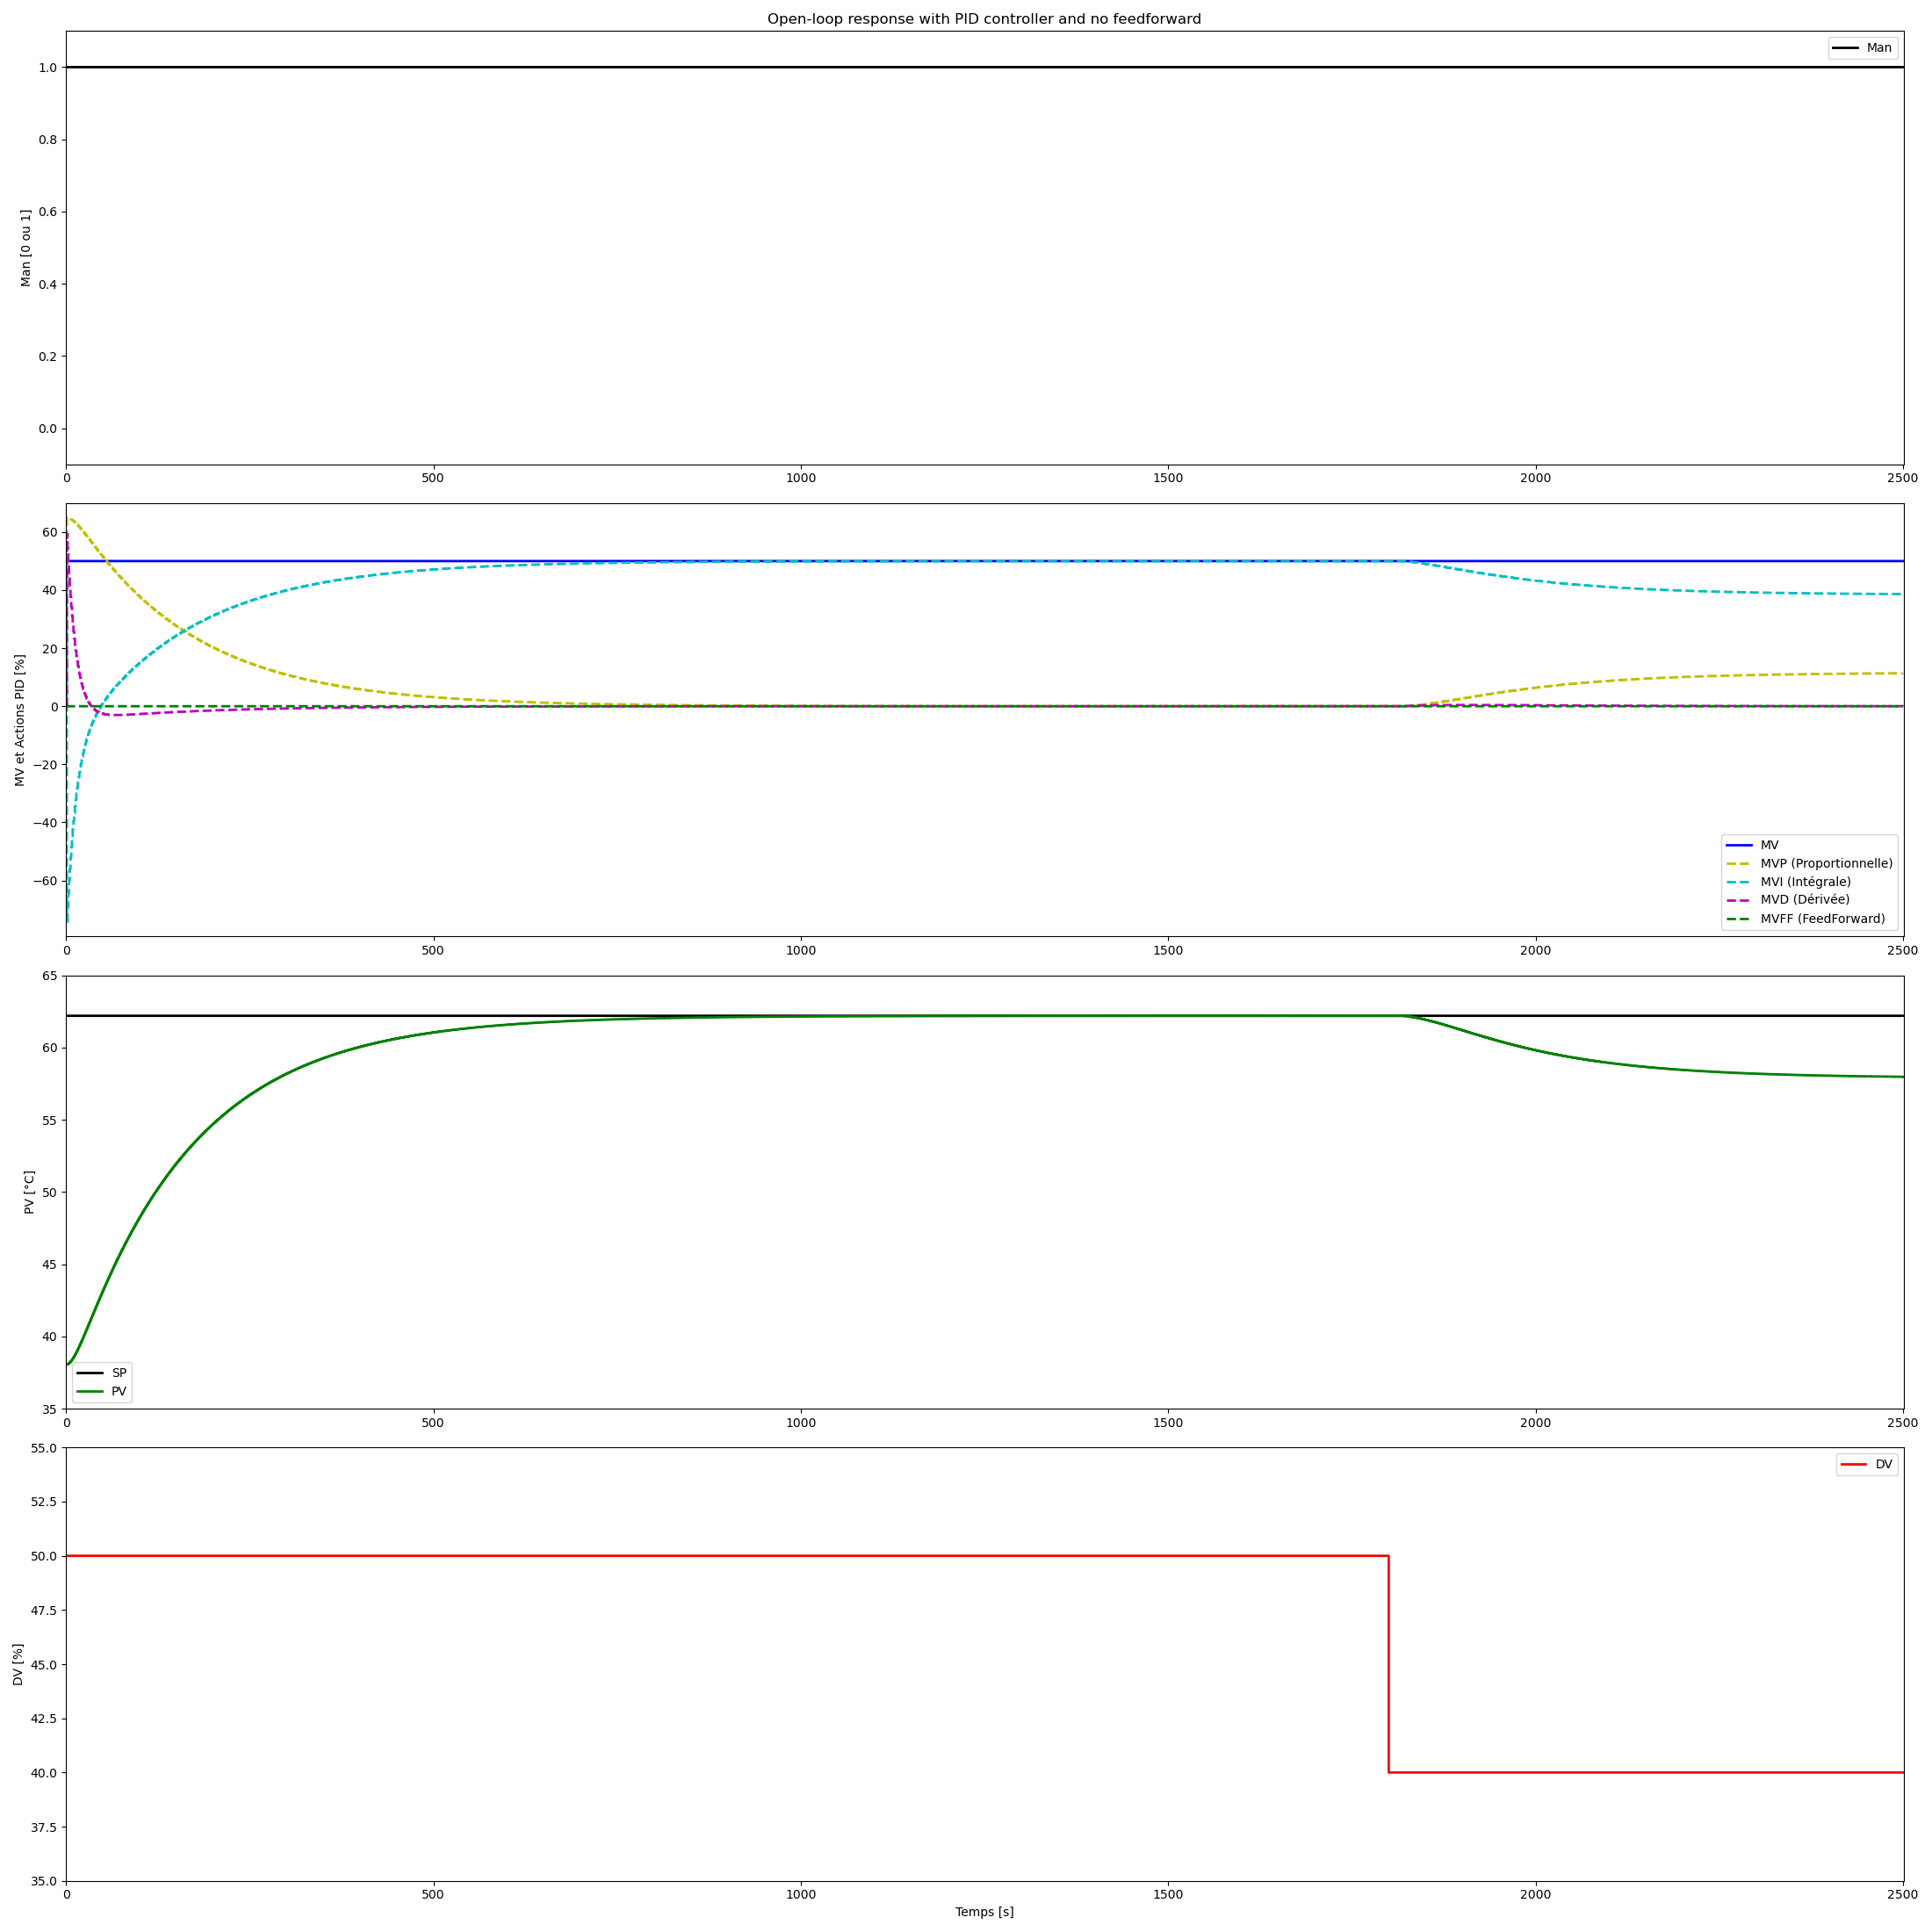 Open-loop response with PID controller and no feedforward
Man
1.0
0.8
0.6
0.4
0.2
0.0
Man [0 ou 1]
0 500 1000 1500 2000 2500
60
40
20
0
−20
−40
−60
MV et Actions PID [%]
MV
MVP (Proportionnelle)
MVI (Intégrale)
MVD (Dérivée)
MVFF (FeedForward)
0 500 1000 1500 2000 2500
65
60
55
50
45
40
35
PV [°C]
SP
PV
0 500 1000 1500 2000 2500
DV
55.0
52.5
50.0
47.5
45.0
42.5
40.0
37.5
35.0
DV [%]
0 500 1000 1500 2000 2500
Temps [s]